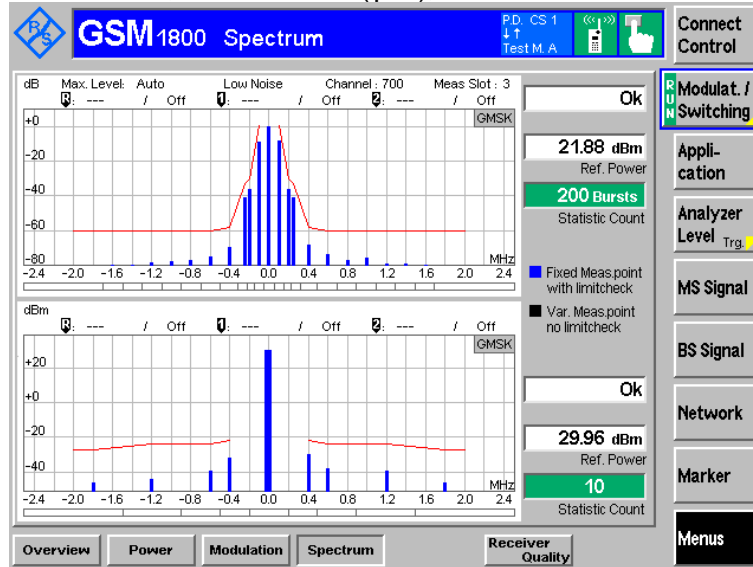 R/S GSM 1800 Spectrum
P.D. CS 1
↓↑
Test M. A
Connect
Control
dB Max. Level: Auto Low Noise Channel : 700 Meas Slot : 3
R: --- / Off 1: --- / Off 2: --- / Off
GMSK
+0
-20
-40
-60
-80
MHz
-2.4 -2.0 -1.6 -1.2 -0.8 -0.4 0.0 0.4 0.8 1.2 1.6 2.0 2.4
Ok
21.88 dBm
Ref. Power
200 Bursts
Statistic Count
Fixed Meas.point
with limitcheck
Var. Meas.point
no limitcheck
dBm
R: --- / Off 1: --- / Off 2: --- / Off
GMSK
+20
+0
-20
-40
MHz
-2.4 -2.0 -1.6 -1.2 -0.8 -0.4 0.0 0.4 0.8 1.2 1.6 2.0 2.4
Ok
29.96 dBm
Ref. Power
10
Statistic Count
RUN
Modulat. /
Switching
Appli-
cation
Analyzer
Level Trg.
MS Signal
BS Signal
Network
Marker
Menus
Overview Power Modulation Spectrum Receiver
Quality